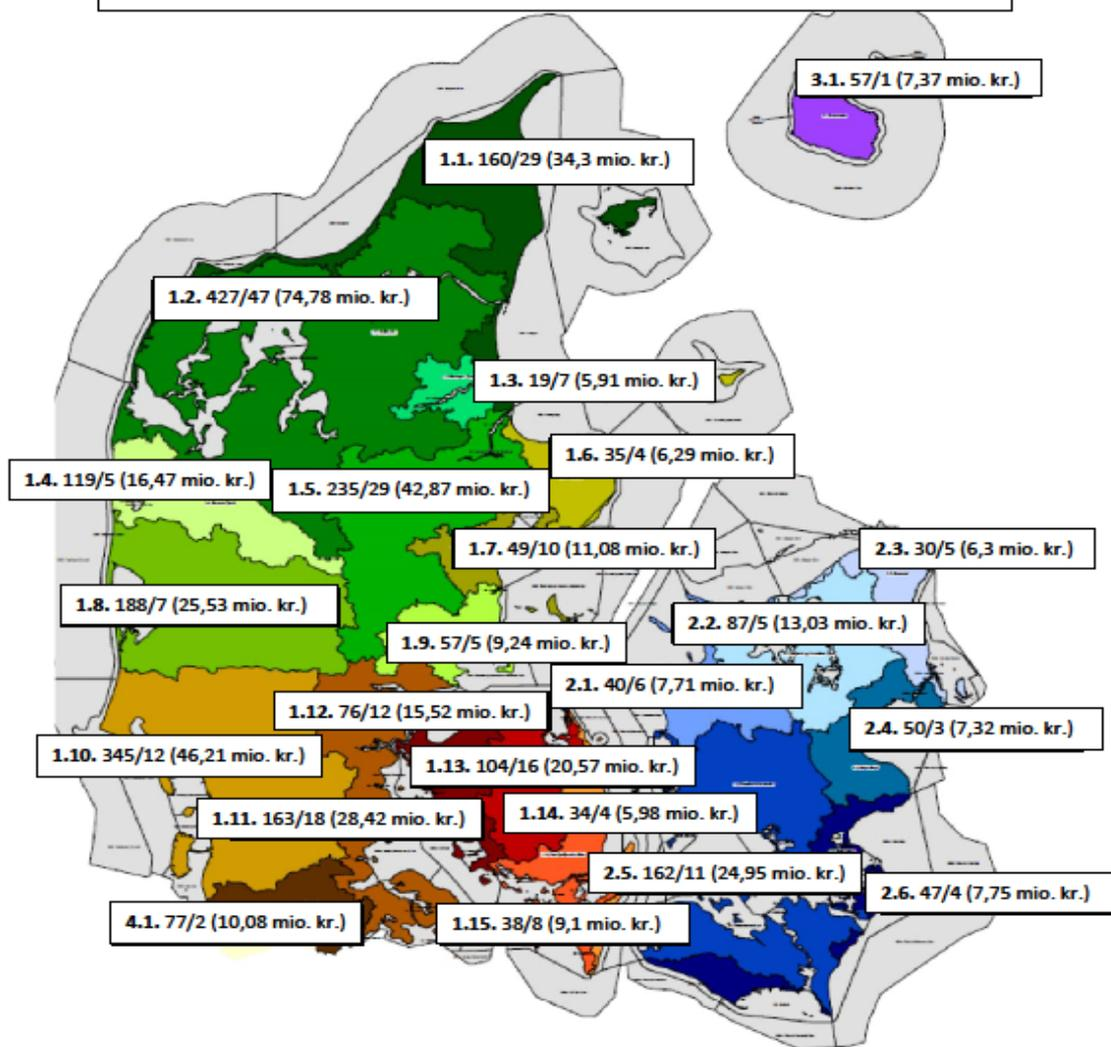 3.1. 57/1 (7,37 mio. kr.)
1.1. 160/29 (34,3 mio. kr.)
1.2. 427/47 (74,78 mio. kr.)
1.3. 19/7 (5,91 mio. kr.)
1.6. 35/4 (6,29 mio. kr.)
1.4. 119/5 (16,47 mio. kr.)
1.5. 235/29 (42,87 mio. kr.)
1.7. 49/10 (11,08 mio. kr.)
2.3. 30/5 (6,3 mio. kr.)
1.8. 188/7 (25,53 mio. kr.)
2.2. 87/5 (13,03 mio. kr.)
1.9. 57/5 (9,24 mio. kr.)
2.1. 40/6 (7,71 mio. kr.)
1.12. 76/12 (15,52 mio. kr.)
2.4. 50/3 (7,32 mio. kr.)
1.10. 345/12 (46,21 mio. kr.)
1.13. 104/16 (20,57 mio. kr.)
1.11. 163/18 (28,42 mio. kr.)
1.14. 34/4 (5,98 mio. kr.)
2.5. 162/11 (24,95 mio. kr.)
2.6. 47/4 (7,75 mio. kr.)
4.1. 77/2 (10,08 mio. kr.)
1.15. 38/8 (9,1 mio. kr.)